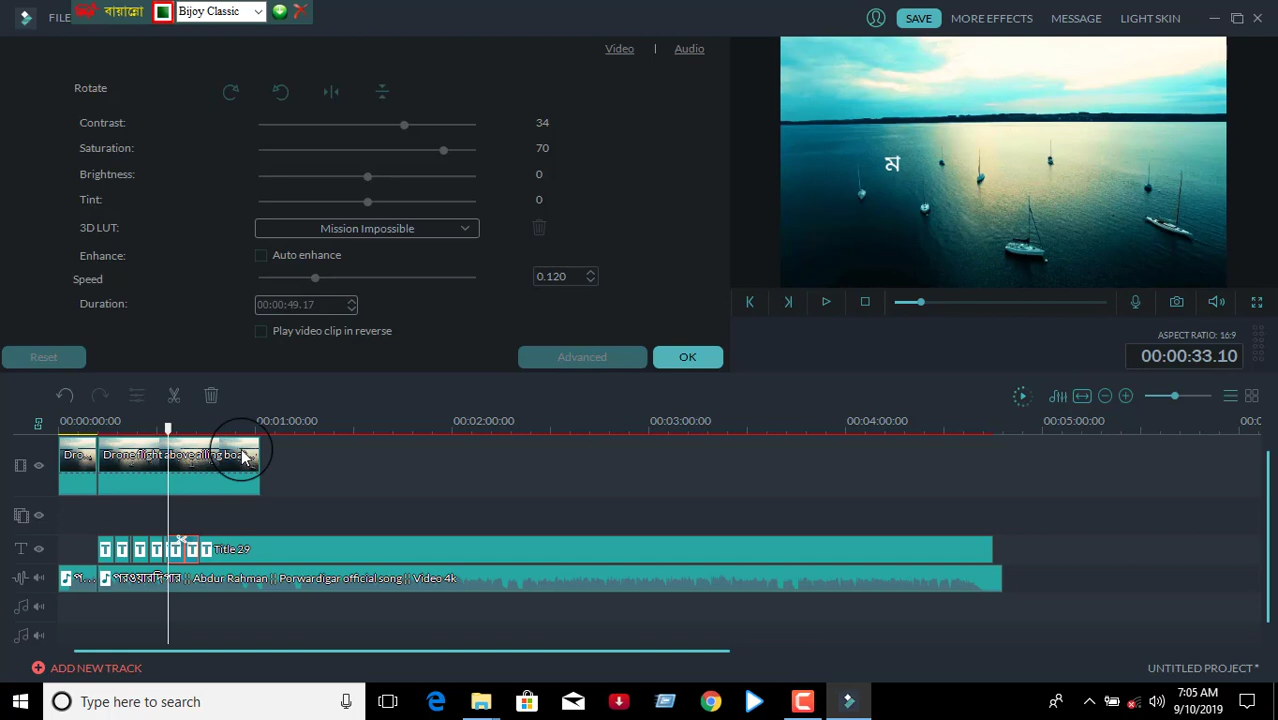 FILE
বায়ান্নো
Bijoy Classic
SAVE
MORE EFFECTS
MESSAGE
LIGHT SKIN
Video | Audio
Rotate
Contrast: 34
Saturation: 70
Brightness: 0
Tint: 0
3D LUT: Mission Impossible
Enhance: Auto enhance
Speed 0.120
Duration: 00:00:49.17
Play video clip in reverse
Reset
Advanced
OK
ম
ASPECT RATIO: 16:9
00:00:33.10
00:00:00:00 00:01:00:00 00:02:00:00 00:03:00:00 00:04:00:00 00:05:00:00
Dro...
Drone flight above
T T T T T T T Title 29
প...
পরওয়ারদিগার || Abdur Rahman || Porwardigar official song || Video 4k
ADD NEW TRACK
UNTITLED PROJECT *
Type here to search
7:05 AM
9/10/2019